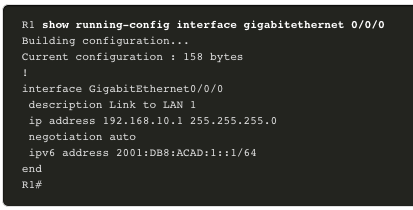 R1 show running-config interface gigabitethernet 0/0/0
Building configuration...
Current configuration : 158 bytes
!
interface GigabitEthernet0/0/0
 description Link to LAN 1
 ip address 192.168.10.1 255.255.255.0
 negotiation auto
 ipv6 address 2001:DB8:ACAD:1::1/64
end
R1#